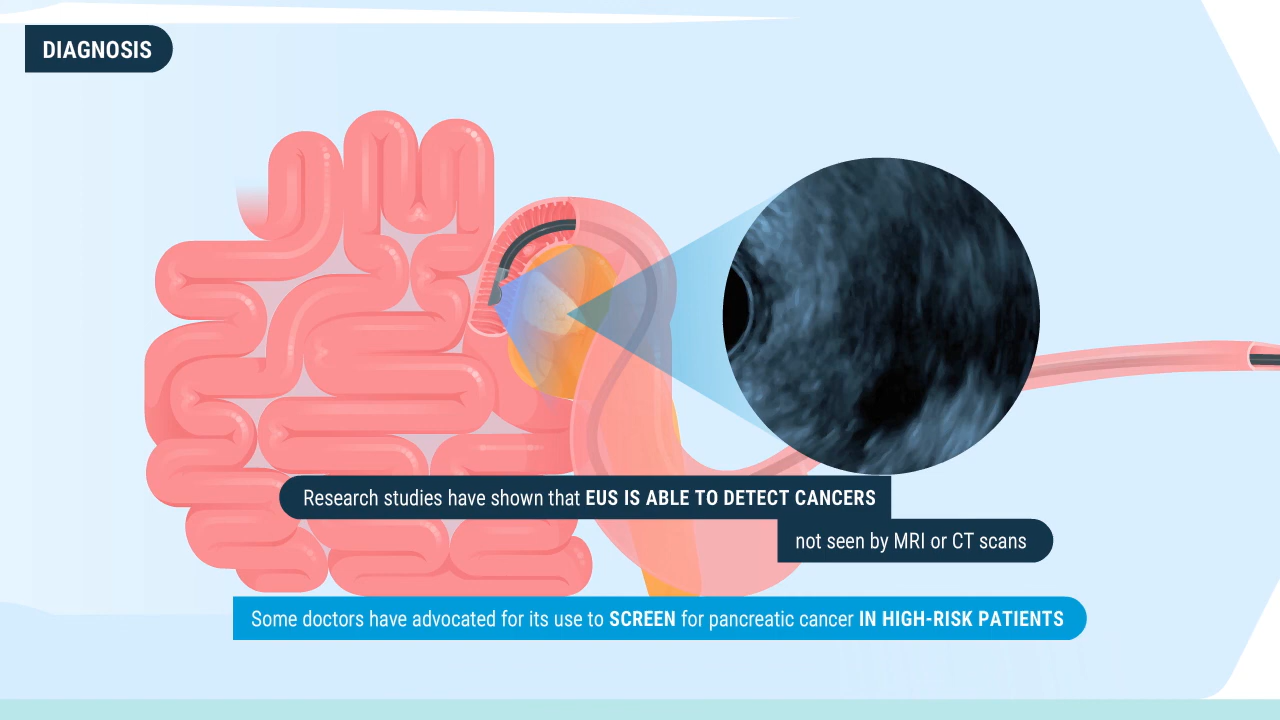 DIAGNOSIS
Research studies have shown that EUS IS ABLE TO DETECT CANCERS
not seen by MRI or CT scans
Some doctors have advocated for its use to SCREEN for pancreatic cancer IN HIGH-RISK PATIENTS